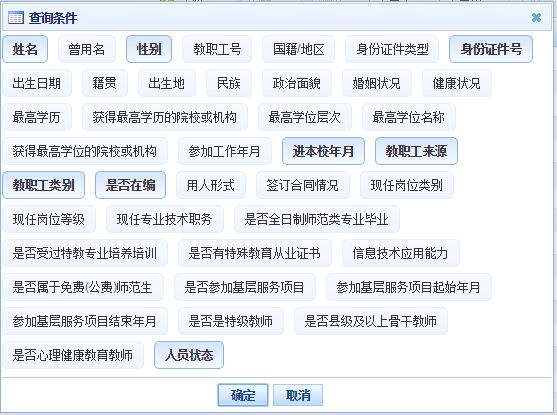 查询条件
姓名 曾用名 性别 教职工号 国籍/地区 身份证件类型 身份证件号
出生日期 籍贯 出生地 民族 政治面貌 婚姻状况 健康状况
最高学历 获得最高学历的院校或机构 最高学位层次 最高学位名称
获得最高学位的院校或机构 参加工作年月 进本校年月 教职工来源
教职工类别 是否在编 用人形式 签订合同情况 现任岗位类别
现任岗位等级 现任专业技术职务 是否全日制师范类专业毕业
是否受过特教专业培养培训 是否有特殊教育从业证书 信息技术应用能力
是否属于免费(公费)师范生 是否参加基层服务项目 参加基层服务项目起始年月
参加基层服务项目结束年月 是否是特级教师 是否县级及以上骨干教师
是否心理健康教育教师 人员状态
确定 取消